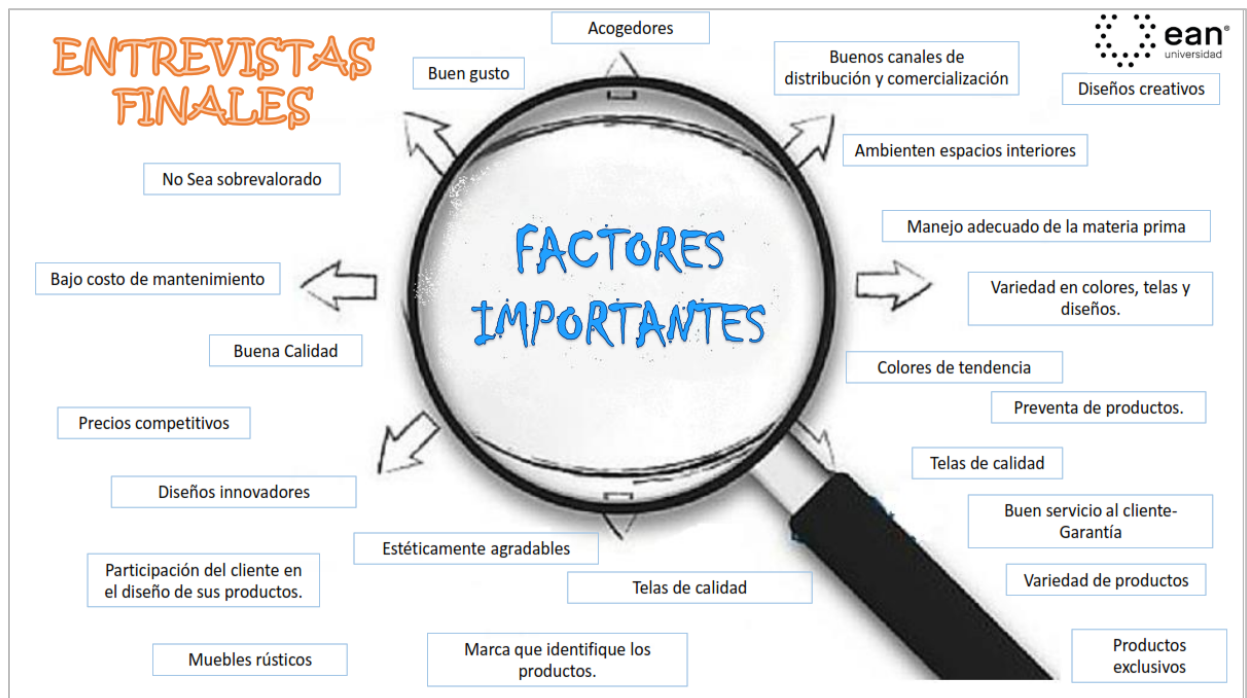 ENTREVISTAS
FINALES
Acogedores
Buen gusto
Buenos canales de
distribución y comercialización
ean®
universidad
Diseños creativos
No Sea sobrevalorado
Ambienten espacios interiores
FACTORES
IMPORTANTES
Manejo adecuado de la materia prima
Bajo costo de mantenimiento
Variedad en colores, telas y
diseños.
Buena Calidad
Colores de tendencia
Precios competitivos
Preventa de productos.
Telas de calidad
Diseños innovadores
Buen servicio al cliente-
Garantía
Estéticamente agradables
Participación del cliente en
el diseño de sus productos.
Telas de calidad
Variedad de productos
Muebles rústicos
Marca que identifique los
productos.
Productos
exclusivos